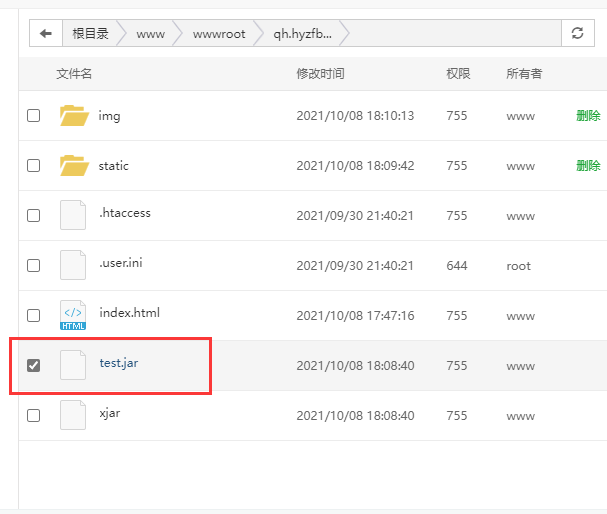 根目录 www wwwroot qh.hyzfb...
文件名 修改时间 权限 所有者
img 2021/10/08 18:10:13 755 www 删除
static 2021/10/08 18:09:42 755 www 删除
.htaccess 2021/09/30 21:40:21 755 www
.user.ini 2021/09/30 21:40:21 644 root
</> HTML index.html 2021/10/08 17:47:16 755 www
test.jar 2021/10/08 18:08:40 755 www
xjar 2021/10/08 18:08:40 755 www